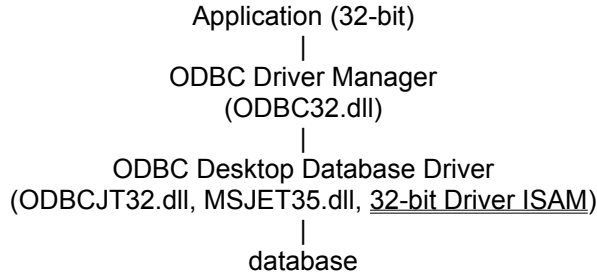 Application (32-bit)
|
ODBC Driver Manager
(ODBC32.dll)
|
ODBC Desktop Database Driver
(ODBCJT32.dll, MSJET35.dll, 32-bit Driver ISAM)
|
database